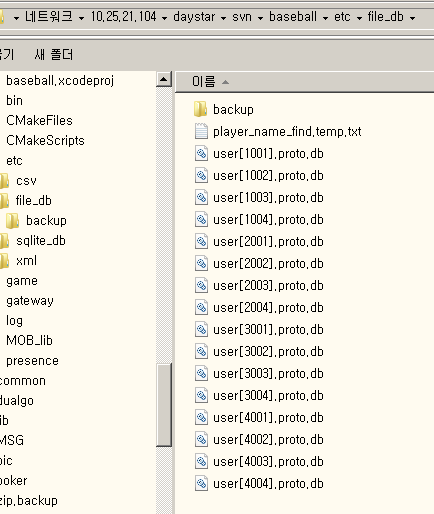 네트워크 10.25.21.104 daystar svn baseball etc file_db
새 폴더
이름
baseball.xcodeproj
bin
CMakeFiles
CMakeScripts
etc
csv
file_db
backup
sqlite_db
xml
game
gateway
log
MOB_lib
presence
common
dualgo
lib
MSG
zip.backup
backup
player_name_find.temp.txt
user[1001].proto.db
user[1002].proto.db
user[1003].proto.db
user[1004].proto.db
user[2001].proto.db
user[2002].proto.db
user[2003].proto.db
user[2004].proto.db
user[3001].proto.db
user[3002].proto.db
user[3003].proto.db
user[3004].proto.db
user[4001].proto.db
user[4002].proto.db
user[4003].proto.db
user[4004].proto.db